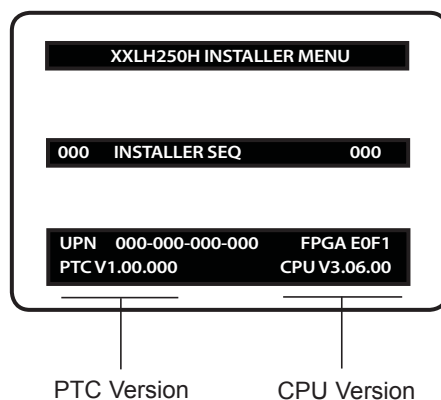 XXLH250H INSTALLER MENU
000 INSTALLER SEQ 000
UPN 000-000-000-000 FPGA E0F1
PTC V1.00.000 CPU V3.06.00
PTC Version CPU Version